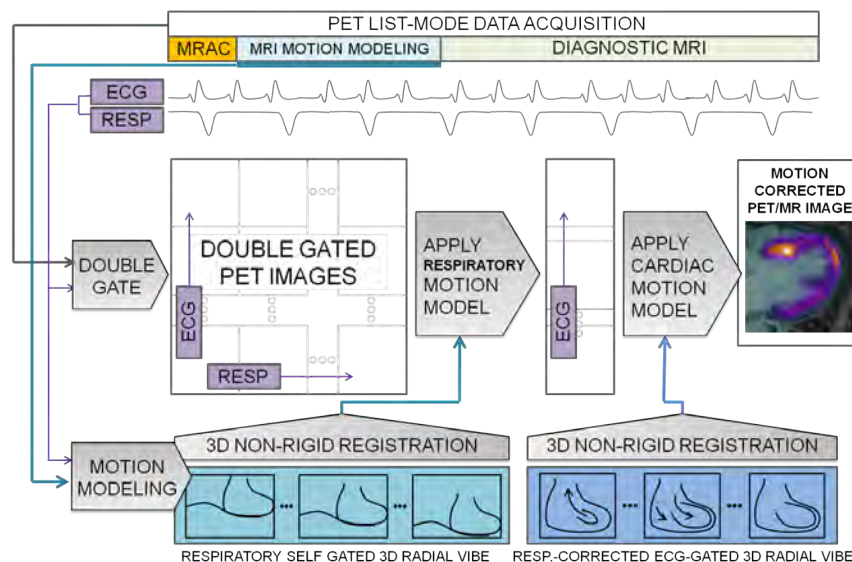 PET LIST-MODE DATA ACQUISITION
MRAC
MRI MOTION MODELING
DIAGNOSTIC MRI
ECG
RESP
DOUBLE
GATE
DOUBLE GATED
PET IMAGES
ECG
RESP
APPLY
RESPIRATORY
MOTION
MODEL
ECG
APPLY
CARDIAC
MOTION
MODEL
MOTION
CORRECTED
PET/MR IMAGE
MOTION
MODELING
3D NON-RIGID REGISTRATION
RESPIRATORY SELF GATED 3D RADIAL VIBE
3D NON-RIGID REGISTRATION
RESP.-CORRECTED ECG-GATED 3D RADIAL VIBE